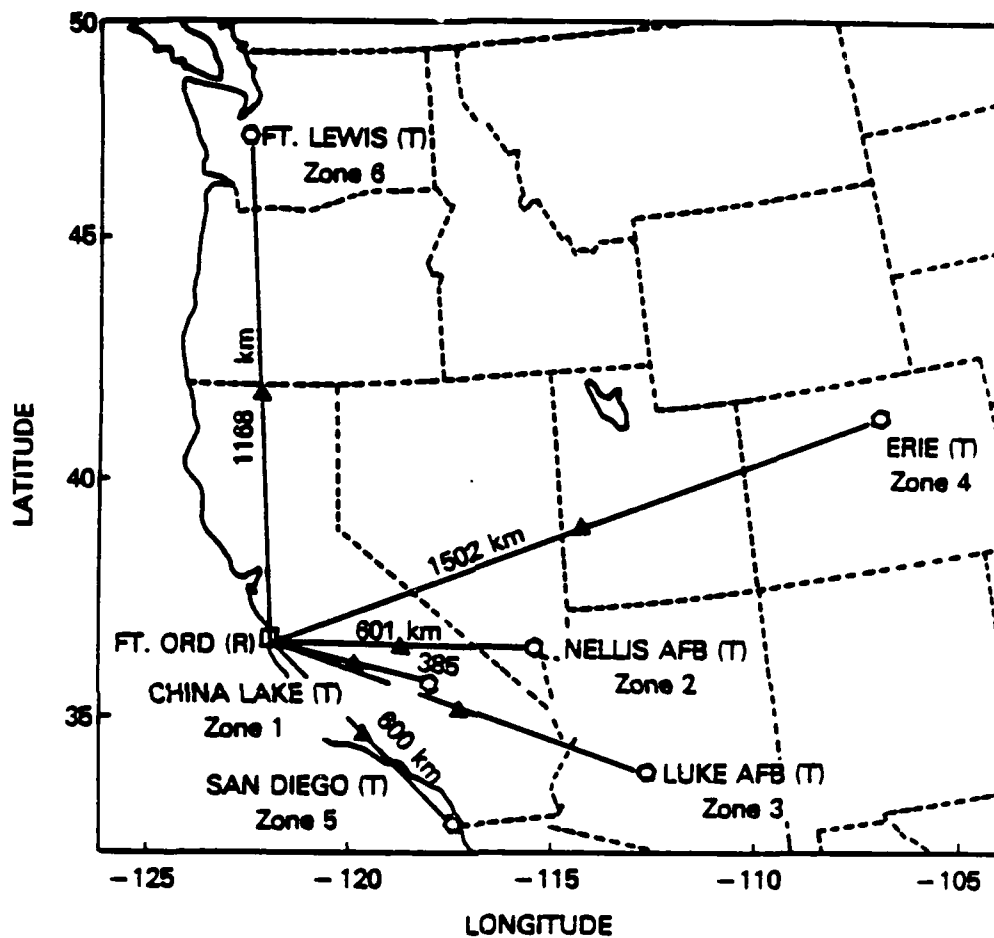 50
FT. LEWIS (T)
Zone 6
45
1168 km
LATITUDE
40
ERIE (T)
Zone 4
1502 km
FT. ORD (R)
601 km
385
NELLIS AFB (T)
Zone 2
CHINA LAKE (T)
Zone 1
35
600 km
SAN DIEGO (T)
Zone 5
LUKE AFB (T)
Zone 3
-125
-120
-115
-110
-105
LONGITUDE